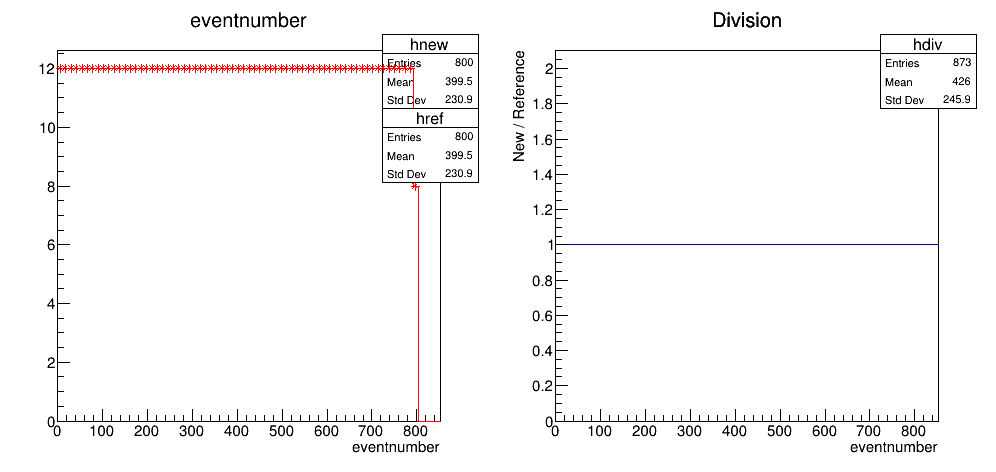 eventnumber
hnew
Entries 800
Mean 399.5
Std Dev 230.9
href
Entries 800
Mean 399.5
Std Dev 230.9
12
10
8
6
4
2
0
0 100 200 300 400 500 600 700 800
eventnumber
Division
hdiv
Entries 873
Mean 426
Std Dev 245.9
New / Reference
2
1.8
1.6
1.4
1.2
1
0.8
0.6
0.4
0.2
0
0 100 200 300 400 500 600 700 800
eventnumber